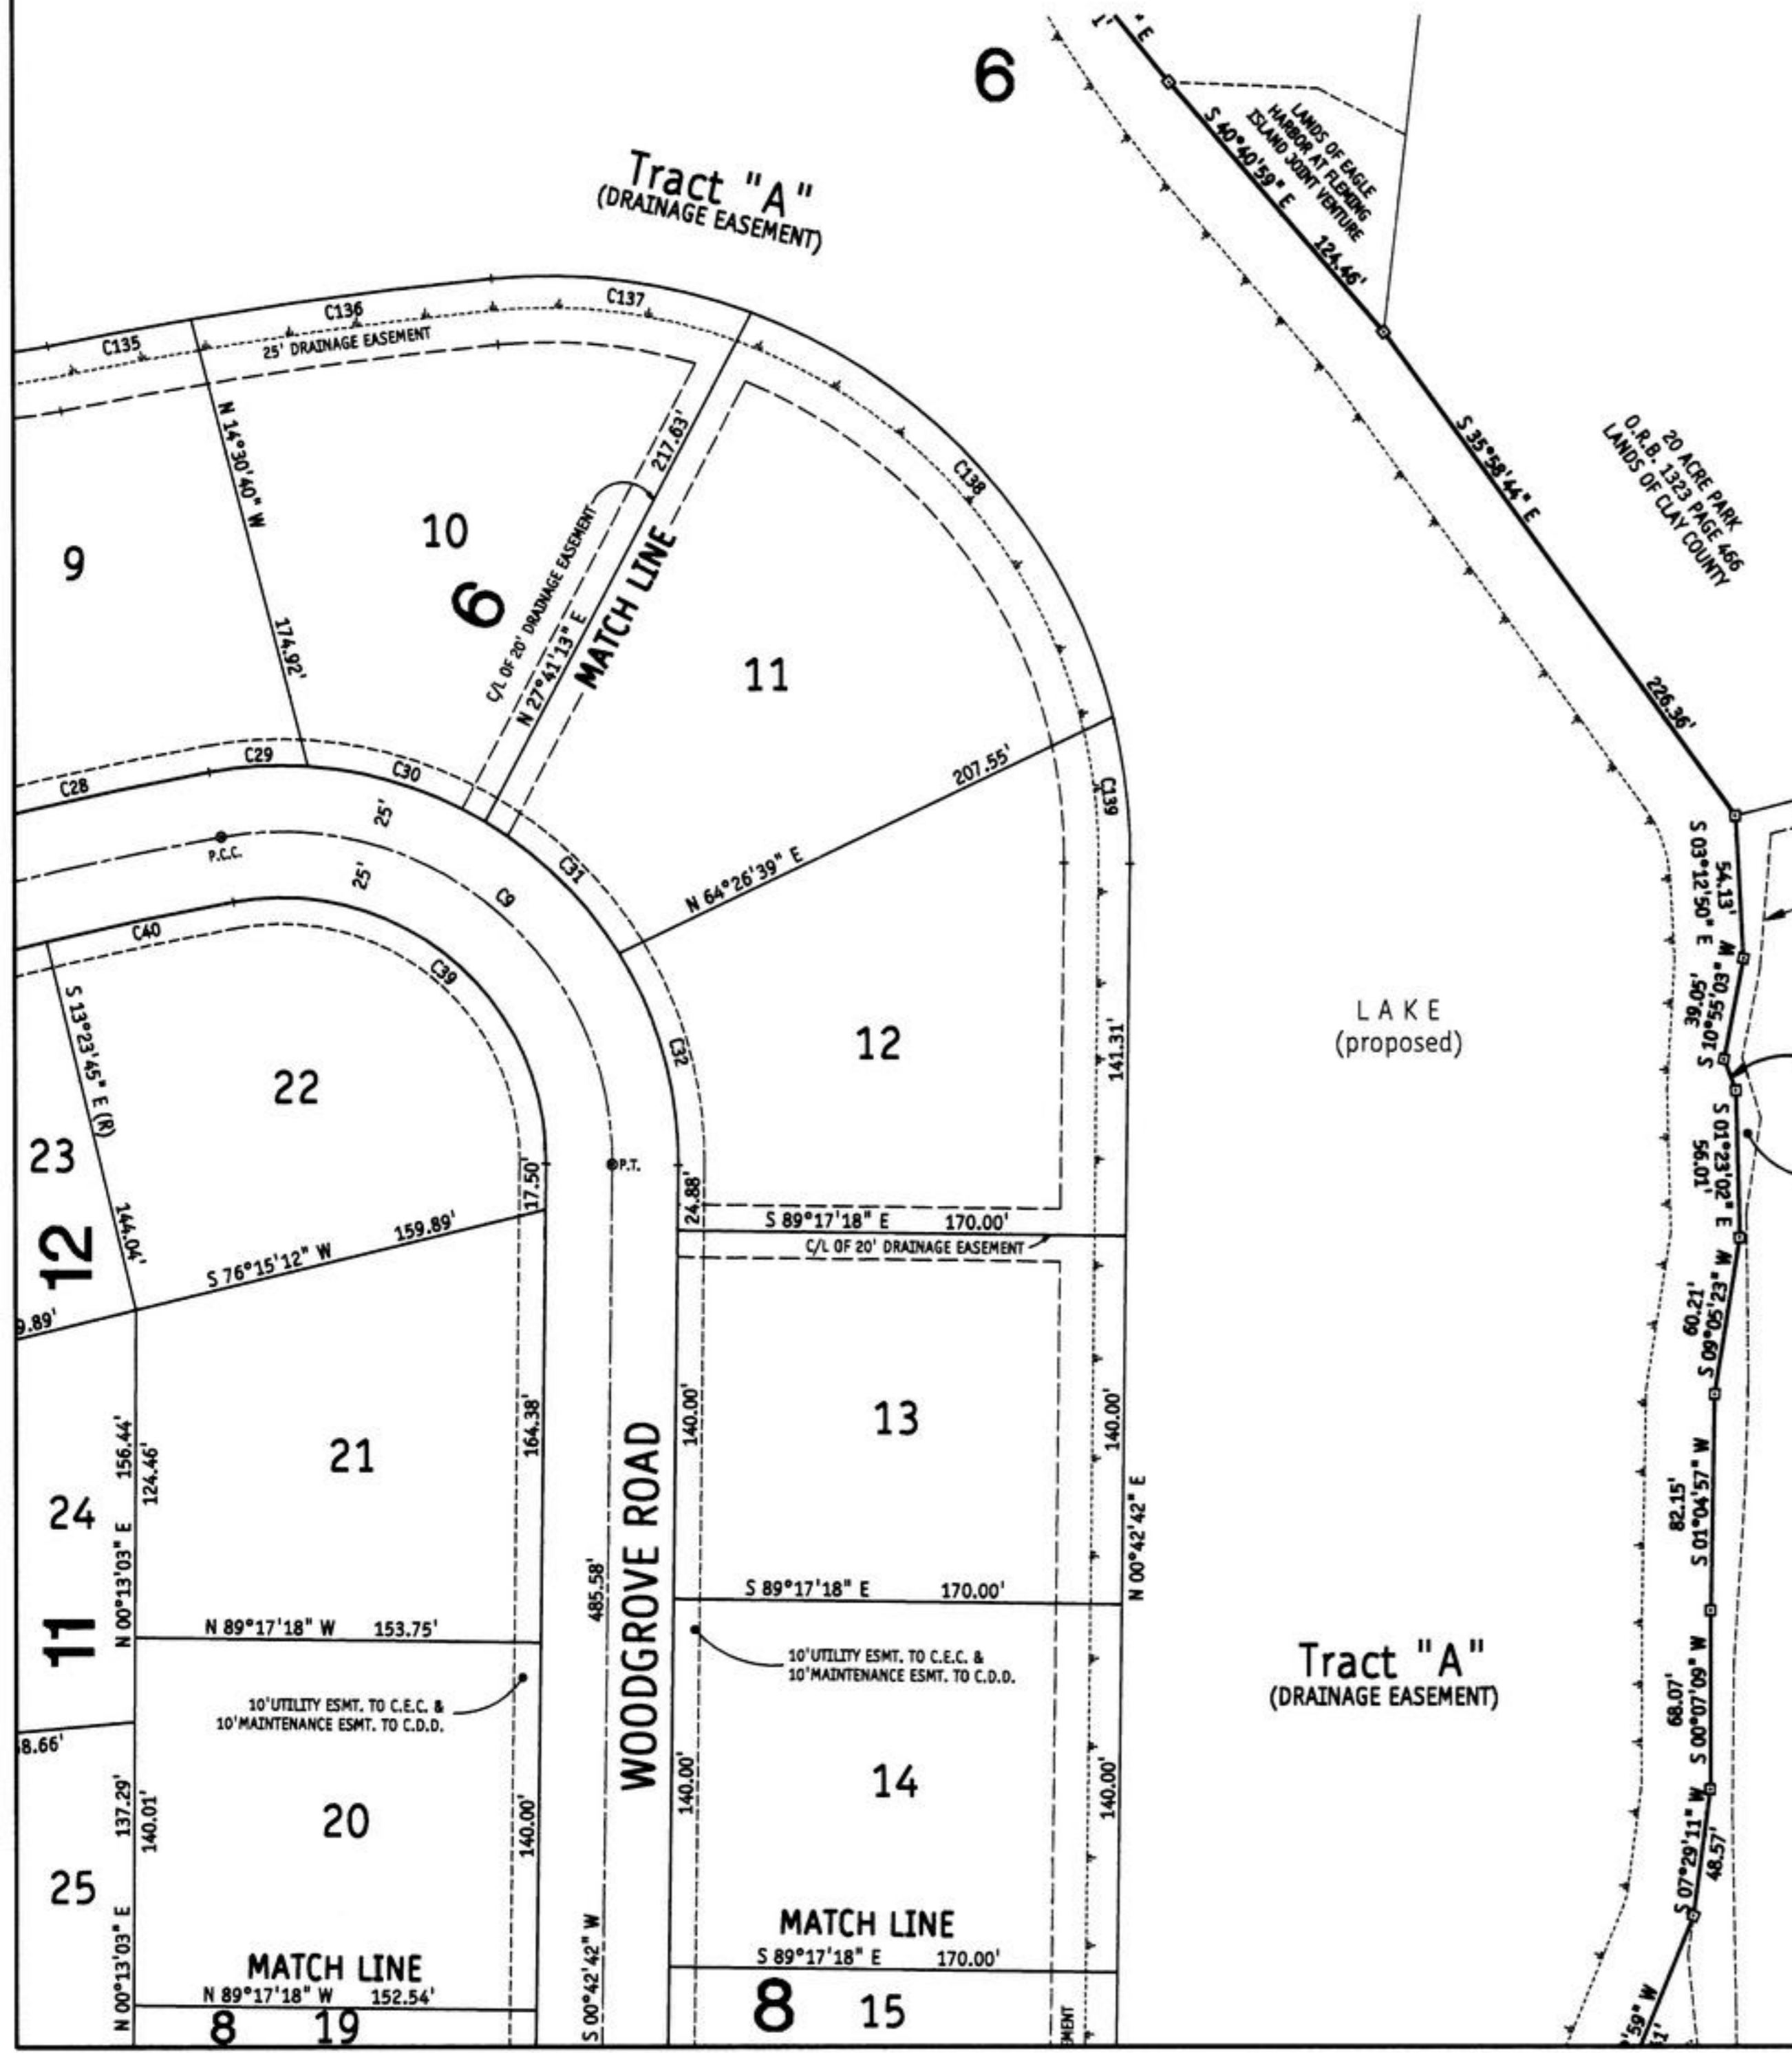 6
1'
" E
S 40°40'59" E
124.46'
LANDS OF EAGLE
HARBOR AT FLEMING
ISLAND JOINT VENTURE
Tract "A"
(DRAINAGE EASEMENT)
C135
C136
C137
25' DRAINAGE EASEMENT
N 14°30'40" W
174.92'
217.63'
C/L OF 20' DRAINAGE EASEMENT
N 27°41'13" E
MATCH LINE
C138
S 35°58'44" E
226.36'
20 ACRE PARK
O.R.B. 1323 PAGE 466
LANDS OF CLAY COUNTY
9
10
6
11
C28
C29
C30
25'
25'
P.C.C.
C9
C31
N 64°26'39" E
207.55'
C139
S 03°12'50" E
54.13'
C40
C39
C32
S 13°23'45" E (R)
144.04'
22
23
12
12
141.31'
LAKE
(proposed)
39.05'
S 10°55'03" W
S 01°23'02" E
56.01'
17.50'
P.T.
24.88'
S 89°17'18" E 170.00'
C/L OF 20' DRAINAGE EASEMENT
S 76°15'12" W
159.89'
9.89'
60.21'
S 09°05'23" W
156.44'
124.46'
N 00°13'03" E
21
24
11
164.38'
WOODGROVE ROAD
485.58'
140.00'
13
140.00'
N 00°42'42" E
82.15'
S 01°04'57" W
N 89°17'18" W 153.75'
S 89°17'18" E 170.00'
10'UTILITY ESMT. TO C.E.C. &
10'MAINTENANCE ESMT. TO C.D.D.
10'UTILITY ESMT. TO C.E.C. &
10'MAINTENANCE ESMT. TO C.D.D.
Tract "A"
(DRAINAGE EASEMENT)
68.07'
S 00°07'09" W
8.66'
137.29'
140.01'
N 00°13'03" E
20
25
140.00'
140.00'
14
140.00'
S 07°29'11" W
48.57'
MATCH LINE
N 89°17'18" W 152.54'
8 19
S 00°42'42" W
MATCH LINE
S 89°17'18" E 170.00'
8 15
MENT
'59" W
51'